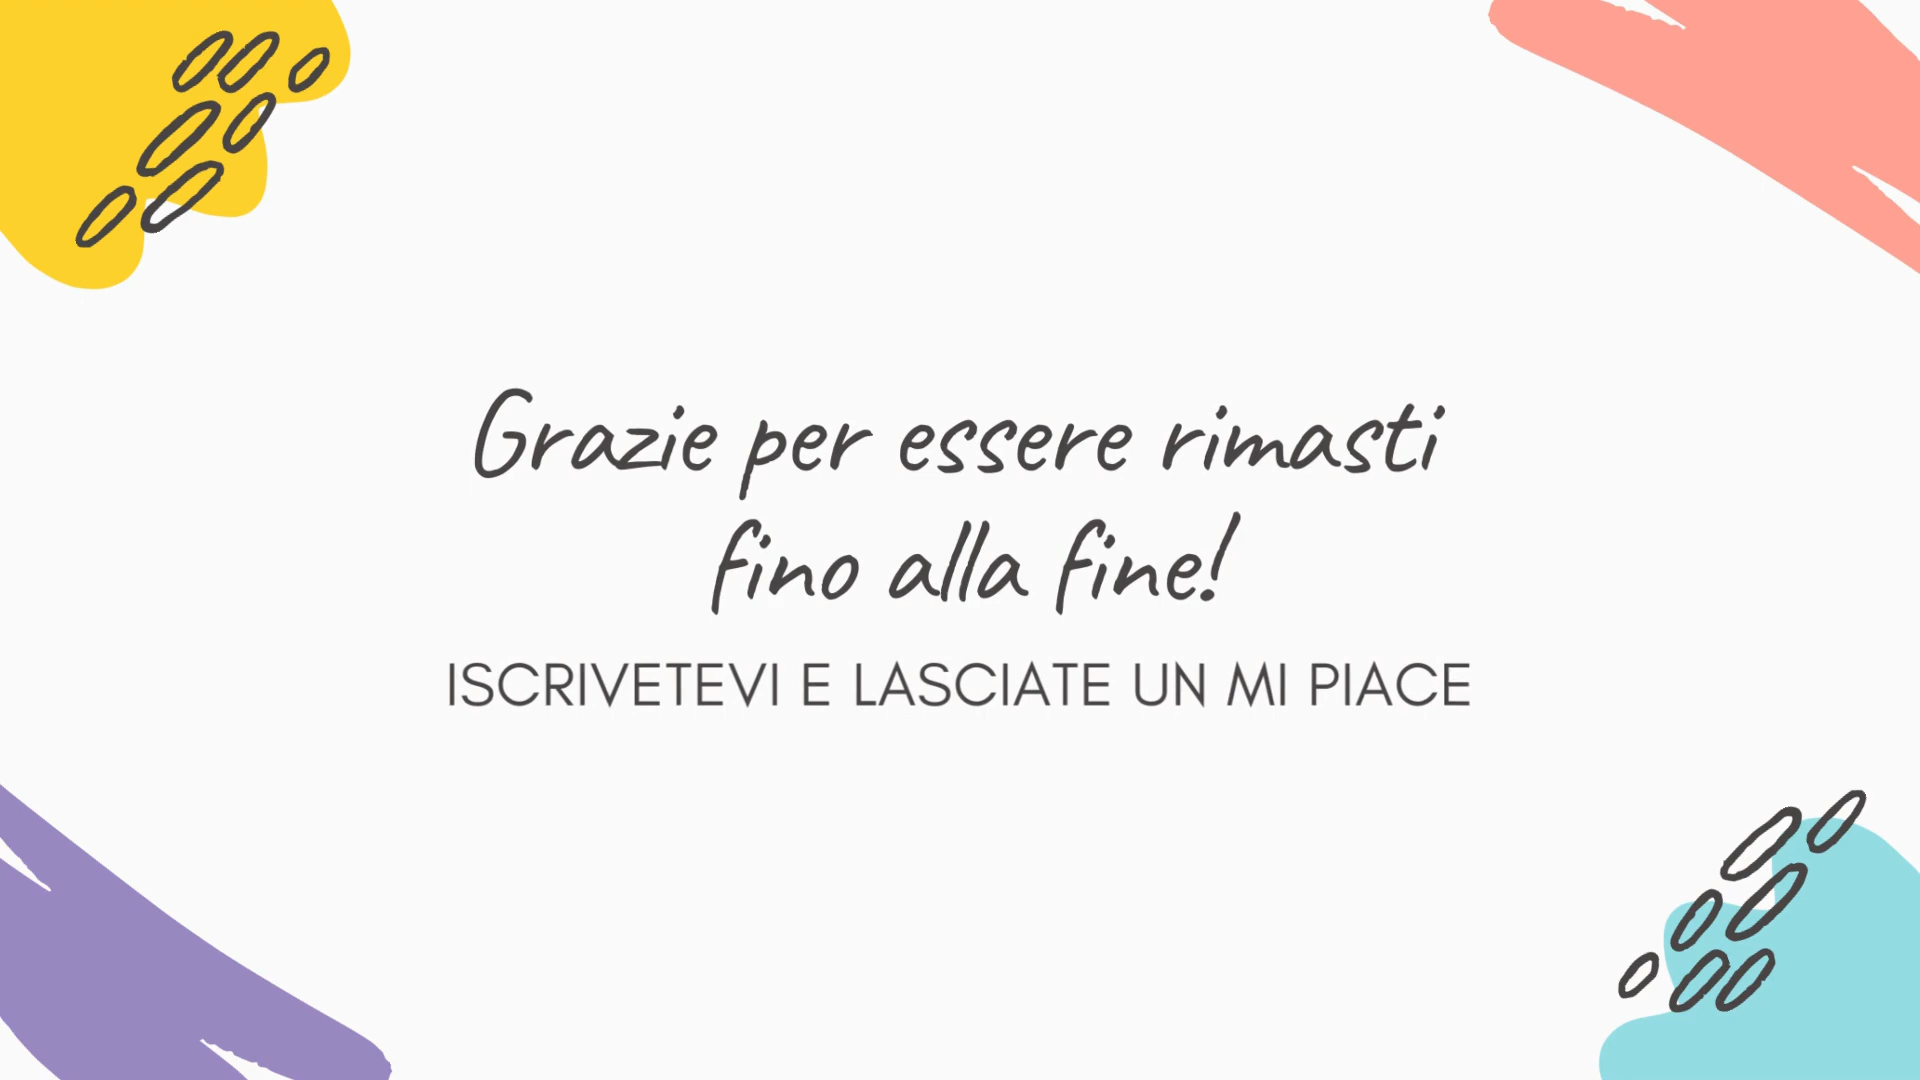 Grazie per essere rimasti
fino alla fine!
ISCRIVETEVI E LASCIATE UN MI PIACE